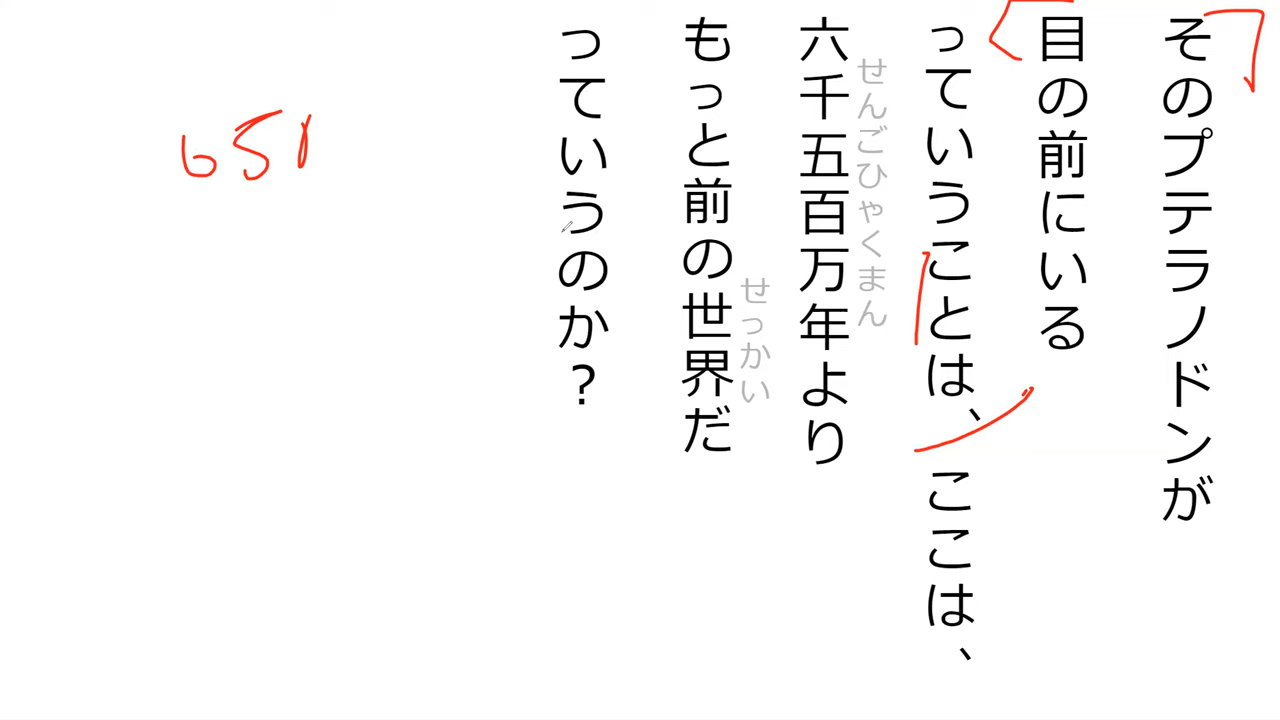 そのプテラノドンが
目の前にいる
っていうことは、ここは、
六千五百万年より
せんごひゃくまん
もっと前の世界だ
せっかい
っていうのか？